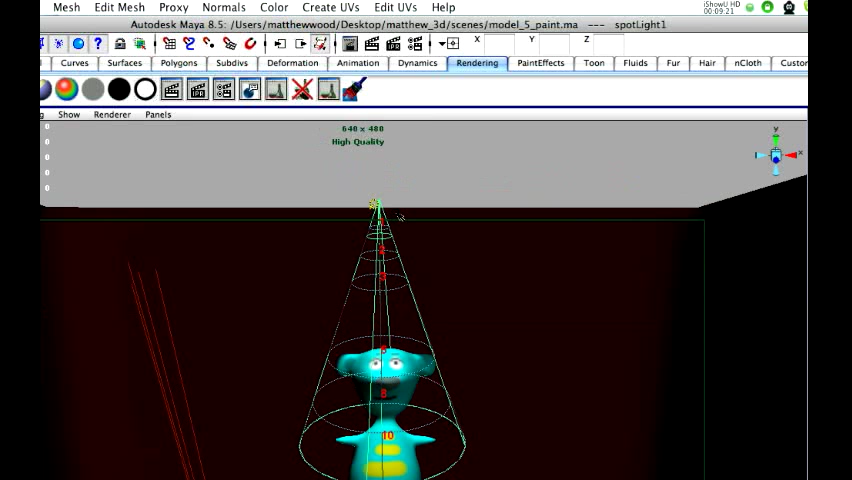 Mesh Edit Mesh Proxy Normals Color Create UVs Edit UVs Help
iShowU HD
00:09:21
Autodesk Maya 8.5: /Users/matthewwood/Desktop/matthew_3d/scenes/model_5_paint.ma --- spotLight1
X Y Z
Curves Surfaces Polygons Subdivs Deformation Animation Dynamics Rendering PaintEffects Toon Fluids Fur Hair nCloth Custor
IPR
Show Renderer Panels
0
640 x 480
0
High Quality
y
0
x
0
0
1
2
3
6
8
10